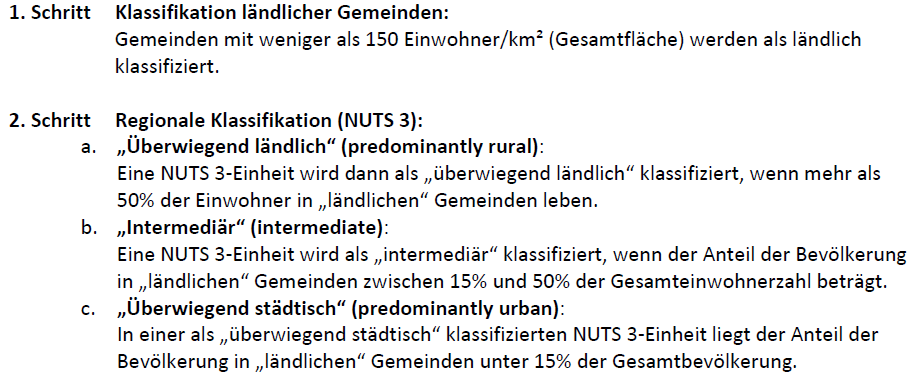 1. Schritt Klassifikation ländlicher Gemeinden:
Gemeinden mit weniger als 150 Einwohner/km² (Gesamtfläche) werden als ländlich
klassifiziert.
2. Schritt Regionale Klassifikation (NUTS 3):
a. „Überwiegend ländlich“ (predominantly rural):
Eine NUTS 3-Einheit wird dann als „überwiegend ländlich“ klassifiziert, wenn mehr als
50% der Einwohner in „ländlichen“ Gemeinden leben.
b. „Intermediär“ (intermediate):
Eine NUTS 3-Einheit wird als „intermediär“ klassifiziert, wenn der Anteil der Bevölkerung
in „ländlichen“ Gemeinden zwischen 15% und 50% der Gesamteinwohnerzahl beträgt.
c. „Überwiegend städtisch“ (predominantly urban):
In einer als „überwiegend städtisch“ klassifizierten NUTS 3-Einheit liegt der Anteil der
Bevölkerung in „ländlichen“ Gemeinden unter 15% der Gesamtbevölkerung.